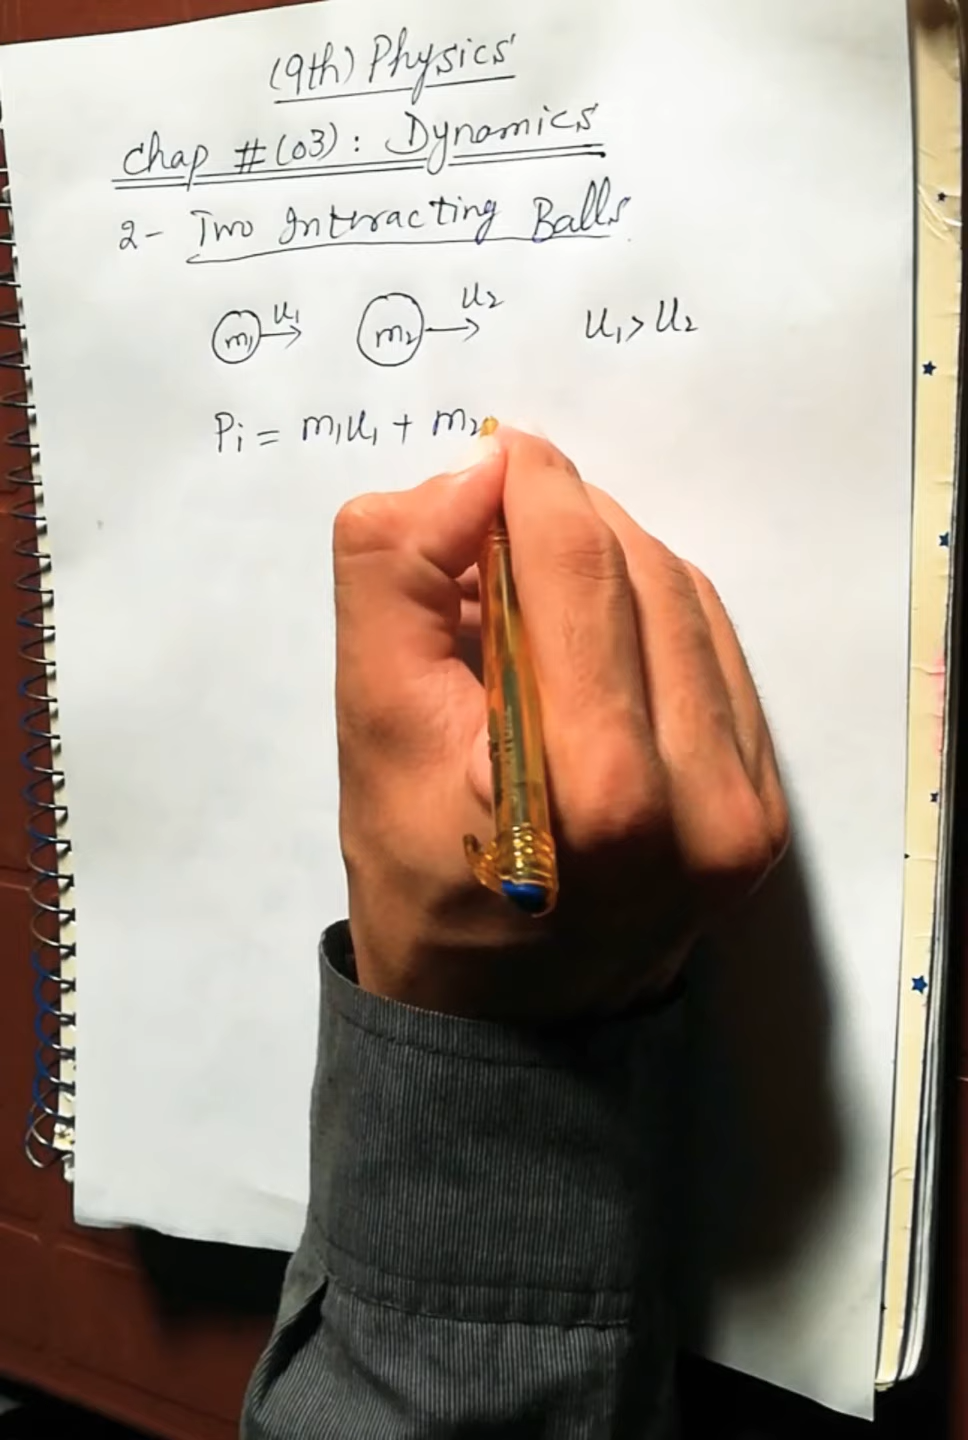 (9th) Physics
Chap # (03): Dynamics
2- Two Interacting Balls
m₁ u₁ m₂ u₂ u₁ > u₂
Pi = m₁u₁ + m₂